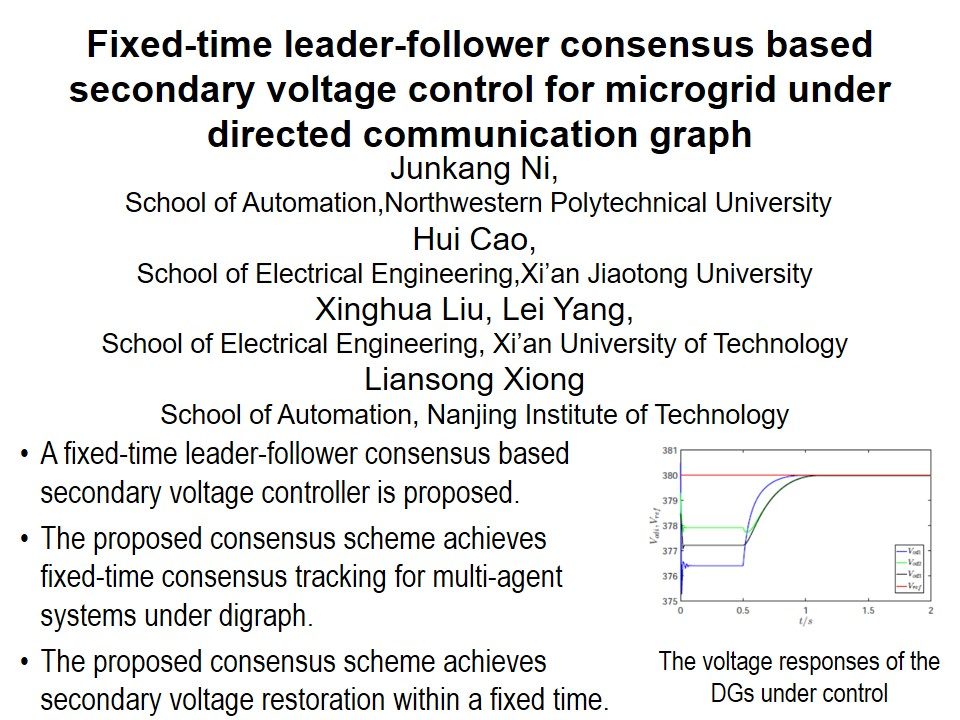 Fixed-time leader-follower consensus based
secondary voltage control for microgrid under
directed communication graph
Junkang Ni,
School of Automation,Northwestern Polytechnical University
Hui Cao,
School of Electrical Engineering,Xi’an Jiaotong University
Xinghua Liu, Lei Yang,
School of Electrical Engineering, Xi’an University of Technology
Liansong Xiong
School of Automation, Nanjing Institute of Technology
• A fixed-time leader-follower consensus based
secondary voltage controller is proposed.
• The proposed consensus scheme achieves
fixed-time consensus tracking for multi-agent
systems under digraph.
• The proposed consensus scheme achieves
secondary voltage restoration within a fixed time.
381
380
379
378
377
376
375
Vodi,Vref
Vod1
Vod2
Vod3
Vref
0 0.5 1 1.5 2
t/s
The voltage responses of the
DGs under control